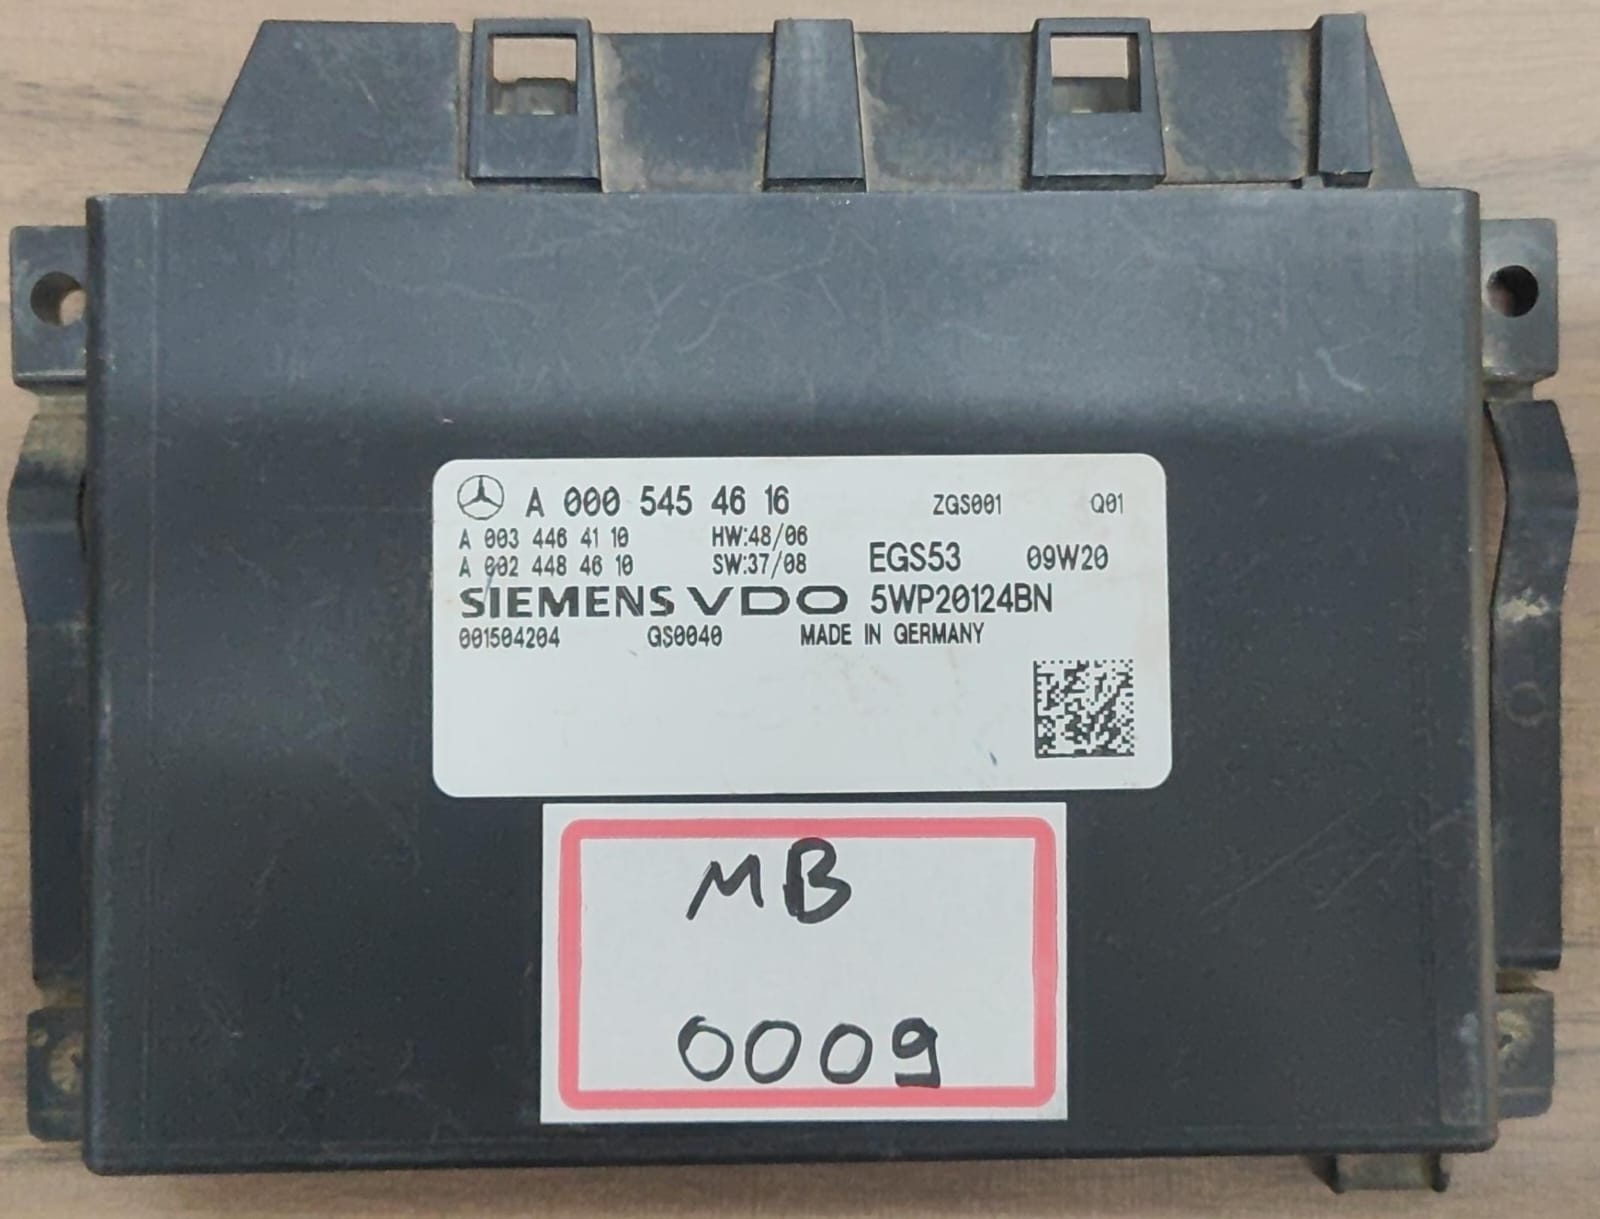 A 000 545 46 16 ZGS001 Q01
A 003 446 41 10 HW:48/06
A 002 448 46 10 SW:37/08 EGS53 09W20
SIEMENS VDO 5WP20124BN
001504204 QS0040 MADE IN GERMANY
MB
0009